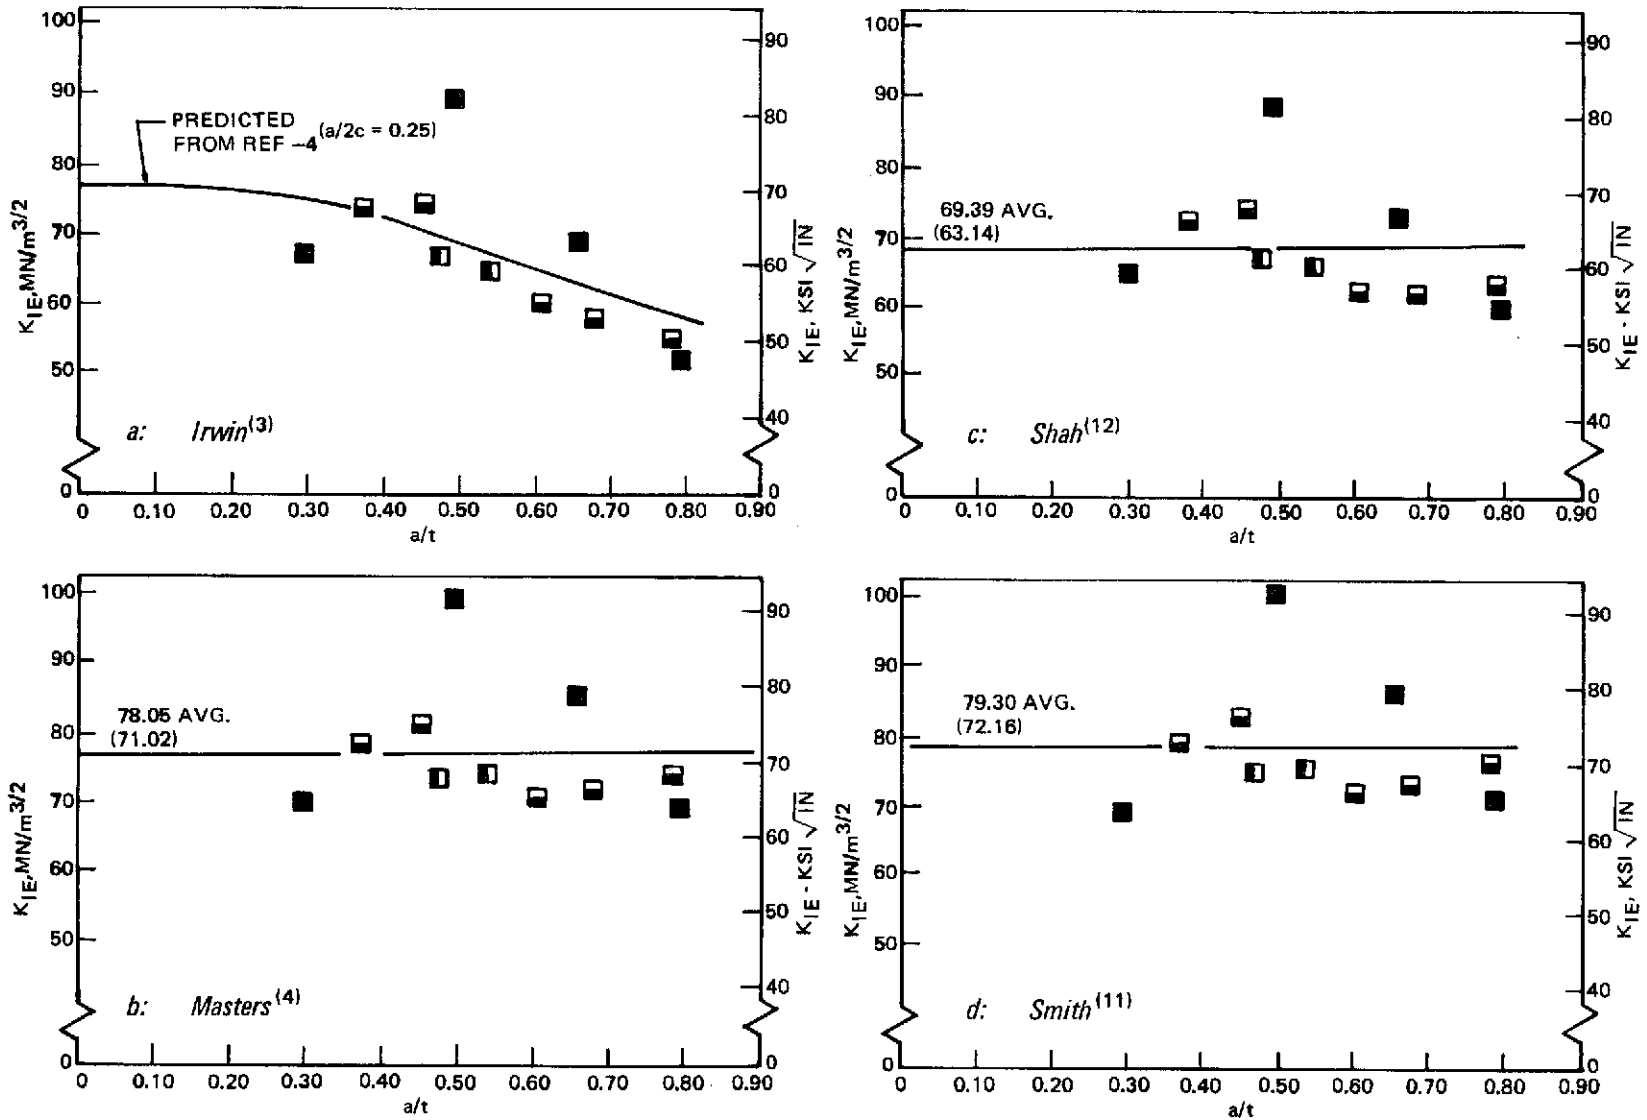 100
90
80
70
60
50
0
K_IE, MN/m^3/2
PREDICTED
FROM REF -4 (a/2c = 0.25)
90
80
70
60
50
40
0
K_IE, KSI √IN
a: Irwin(3)
0 0.10 0.20 0.30 0.40 0.50 0.60 0.70 0.80 0.90
a/t
100
90
80
70
60
50
0
K_IE, MN/m^3/2
69.39 AVG.
(63.14)
90
80
70
60
50
40
0
K_IE - KSI √IN
c: Shah(12)
0 0.10 0.20 0.30 0.40 0.50 0.60 0.70 0.80 0.90
a/t
100
90
80
70
60
50
0
K_IE, MN/m^3/2
78.05 AVG.
(71.02)
90
80
70
60
50
40
0
K_IE - KSI √IN
b: Masters(4)
0 0.10 0.20 0.30 0.40 0.50 0.60 0.70 0.80 0.90
a/t
100
90
80
70
60
50
0
K_IE, MN/m^3/2
79.30 AVG.
(72.16)
90
80
70
60
50
40
0
K_IE, KSI √IN
d: Smith(11)
0 0.10 0.20 0.30 0.40 0.50 0.60 0.70 0.80 0.90
a/t